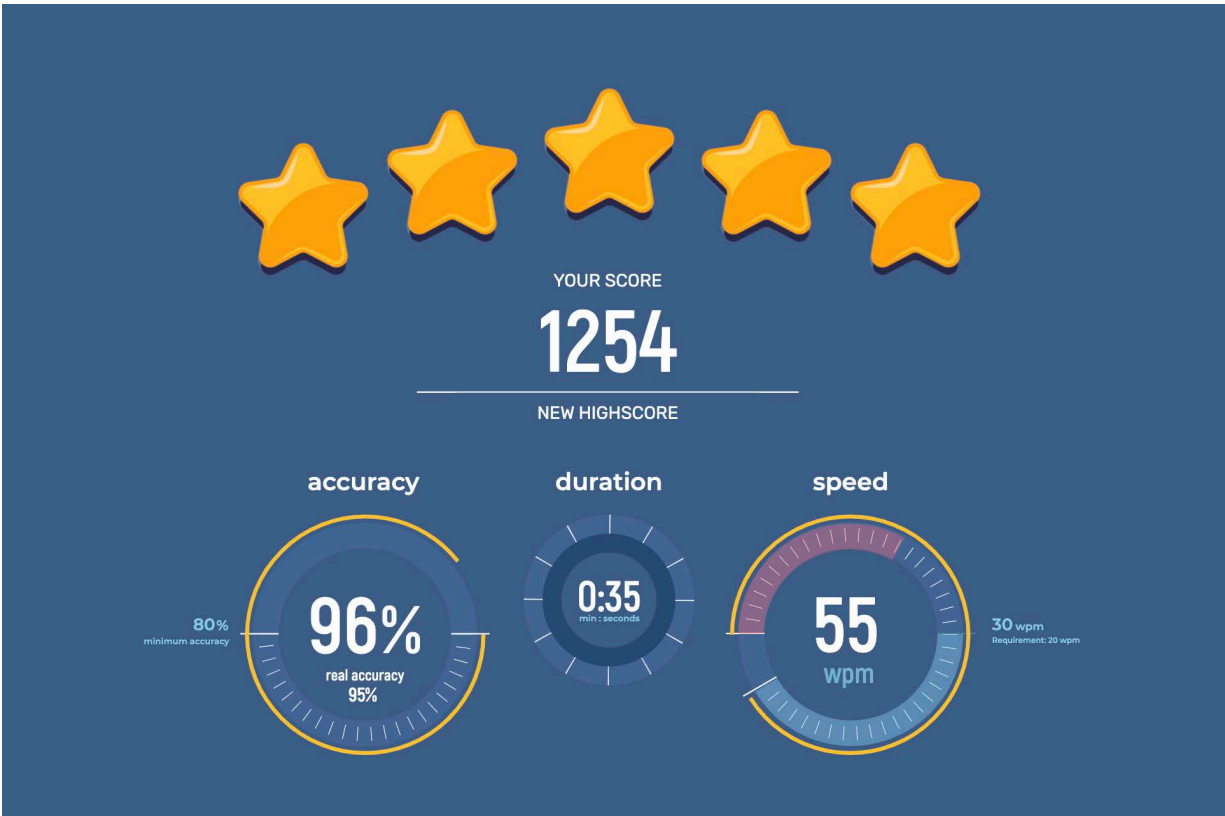 YOUR SCORE
1254
NEW HIGHSCORE
accuracy
80%
minimum accuracy
96%
real accuracy
95%
duration
0:35
min : seconds
speed
55
wpm
30 wpm
Requirement: 20 wpm